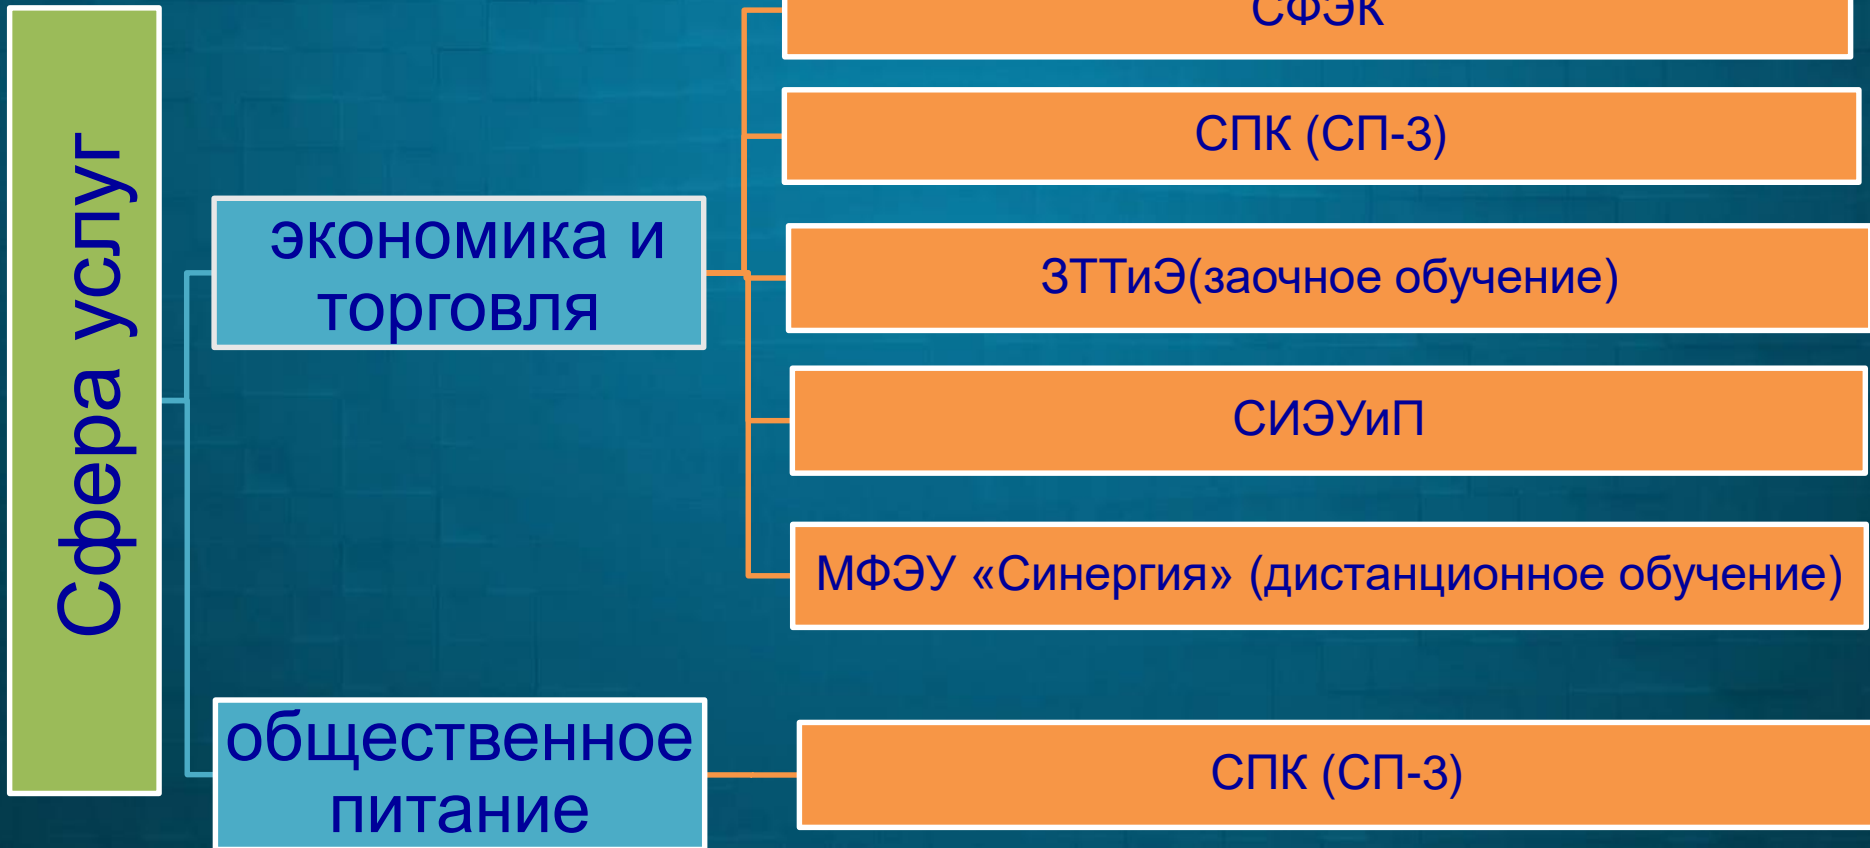 Сфера услуг
экономика и
торговля
СФЭК
СПК (СП-3)
ЗТТиЭ(заочное обучение)
СИЭУиП
МФЭУ «Синергия» (дистанционное обучение)
общественное
питание
СПК (СП-3)